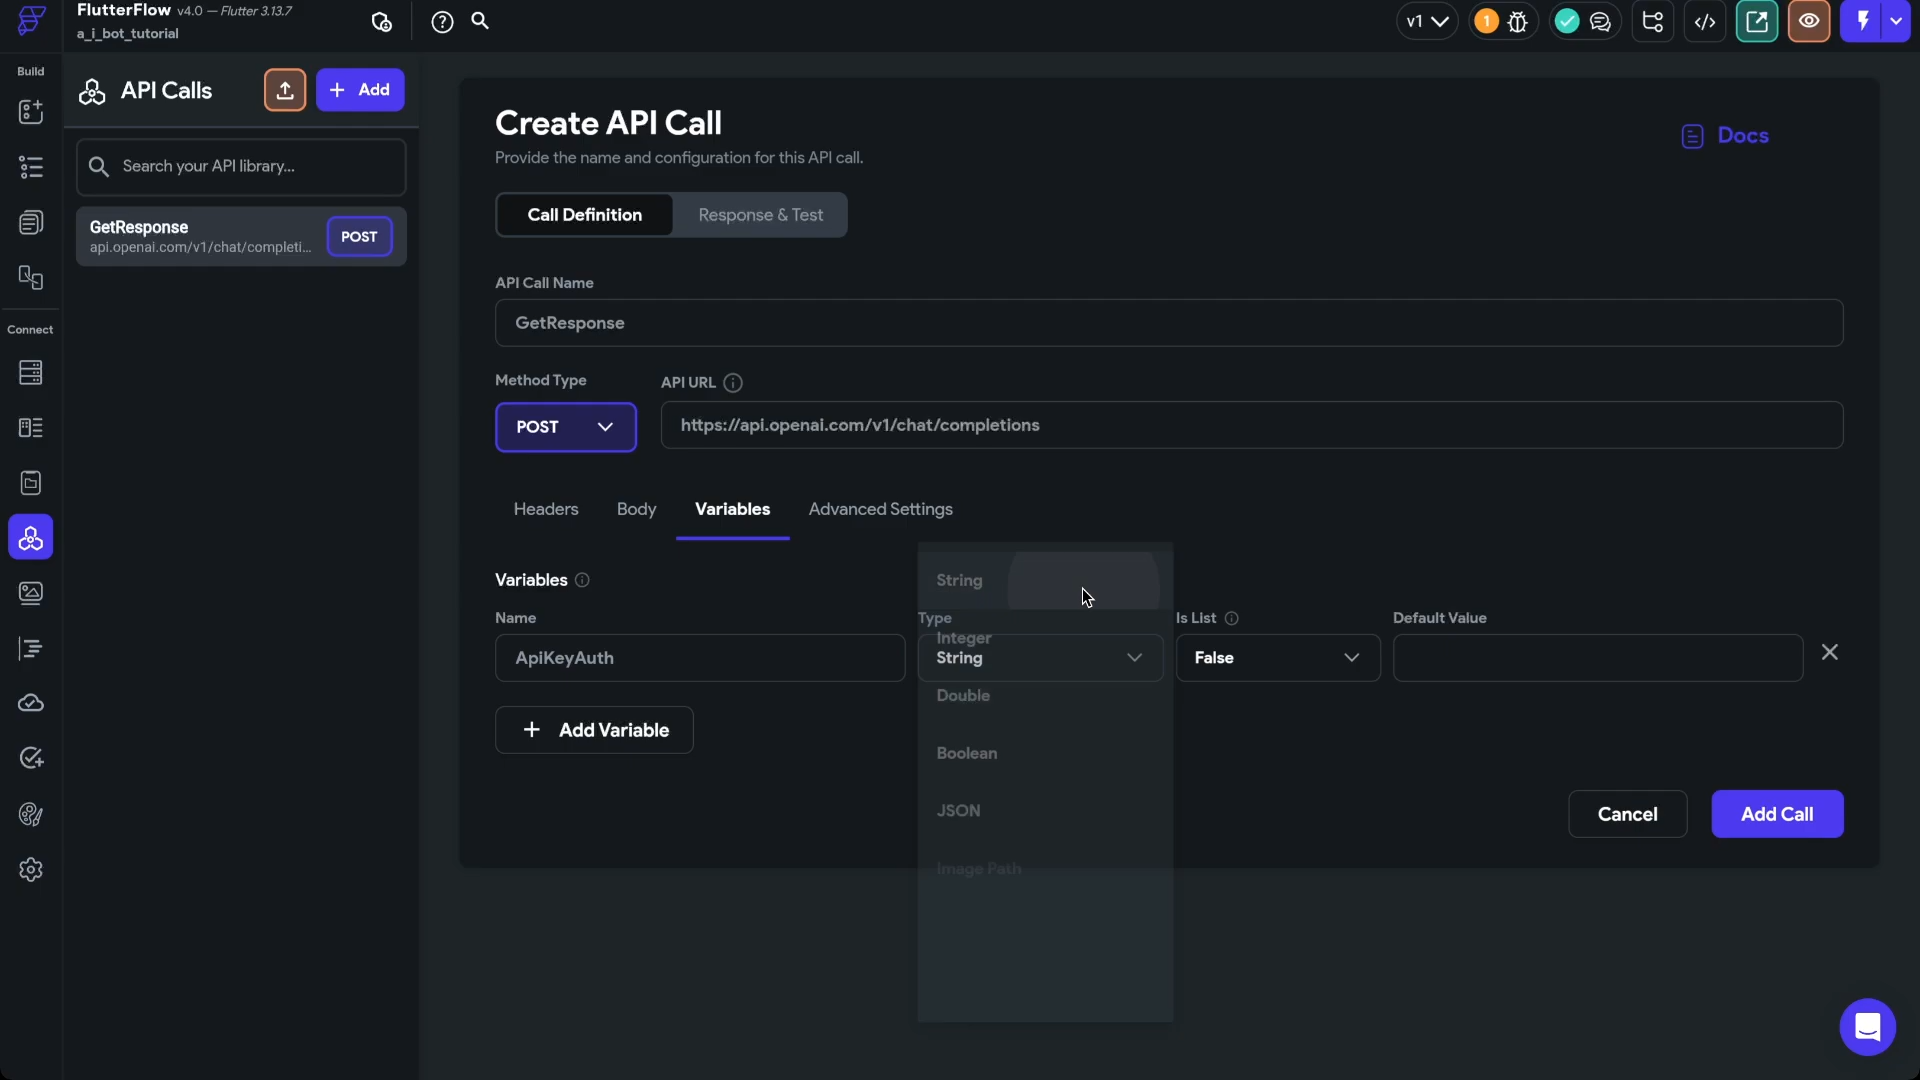 FlutterFlow v4.0 — Flutter 3.13.7
a_i_bot_tutorial
v1
1
Build
API Calls
+ Add
Search your API library...
GetResponse
api.openai.com/v1/chat/completi...
POST
Connect
Create API Call
Provide the name and configuration for this API call.
Docs
Call Definition
Response & Test
API Call Name
GetResponse
Method Type
API URL
POST
https://api.openai.com/v1/chat/completions
Headers
Body
Variables
Advanced Settings
Variables
String
Name
Type
Is List
Default Value
Integer
ApiKeyAuth
String
False
Double
+ Add Variable
Boolean
JSON
Cancel
Add Call
Image Path